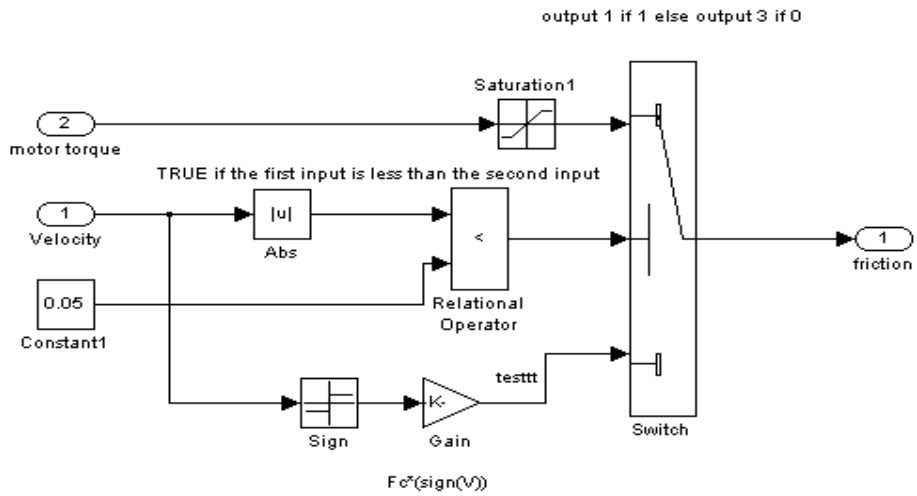 output 1 if 1 else output 3 if 0
Saturation1
2
motor torque
TRUE if the first input is less than the second input
1
Velocity
|u|
Abs
<
Relational
Operator
1
friction
0.05
Constant1
testtt
K-
Sign
Gain
Switch
Fc*(sign(V))